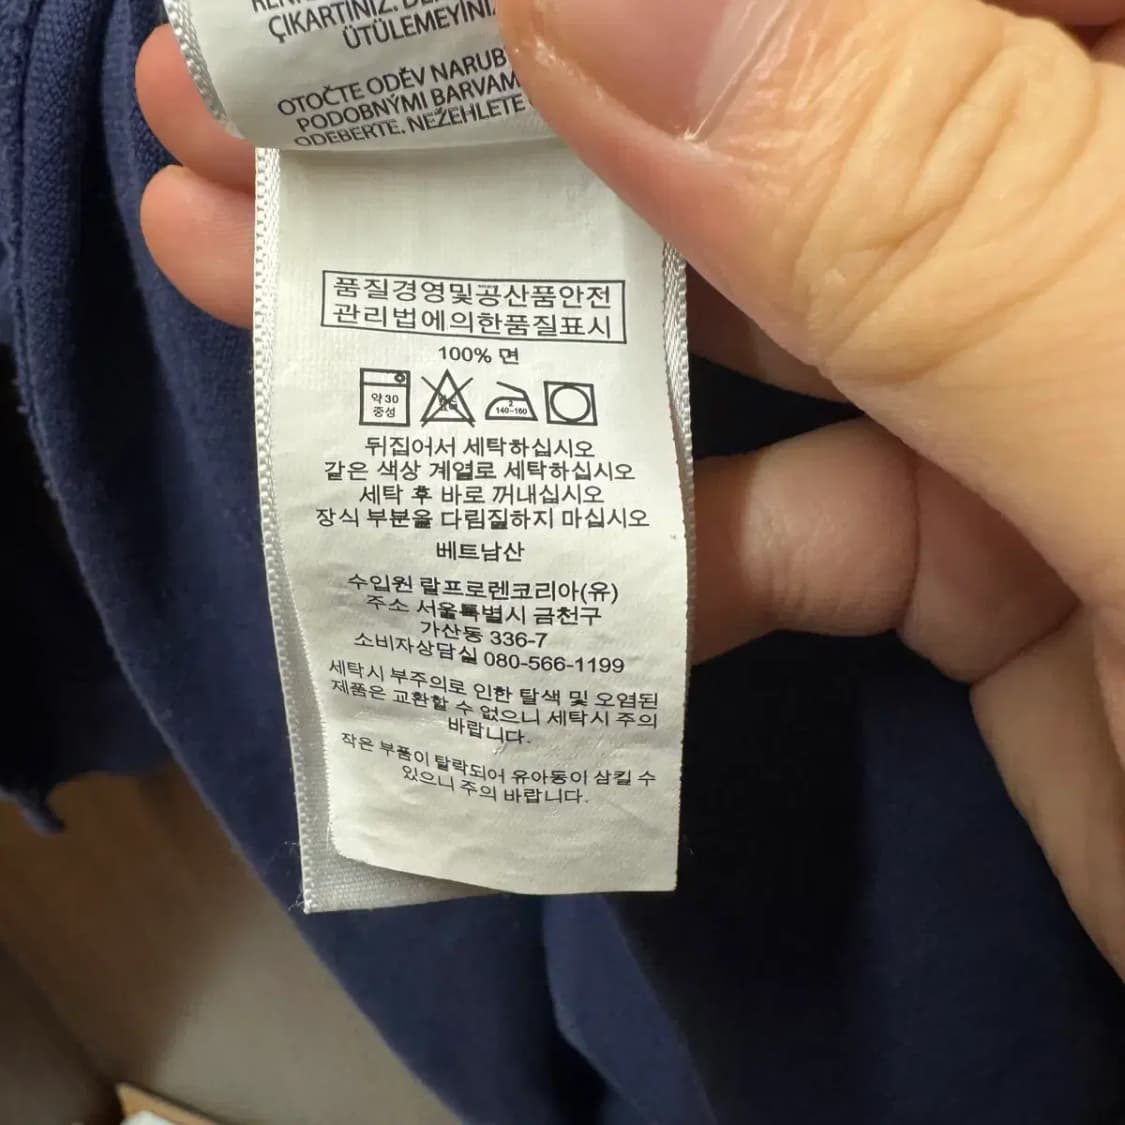 ÇIKARTINIZ.
ÜTÜLEMEYİNİ
OTOČTE ODĚV NARUB
PODOBNÝMI BARVAM
ODEBERTE. NEŽEHLETE
품질경영및공산품안전
관리법에의한품질표시
100% 면
약30
중성
2
140~160
뒤집어서 세탁하십시오
같은 색상 계열로 세탁하십시오
세탁 후 바로 꺼내십시오
장식 부분을 다림질하지 마십시오
베트남산
수입원 랄프로렌코리아(유)
주소 서울특별시 금천구
가산동 336-7
소비자상담실 080-566-1199
세탁시 부주의로 인한 탈색 및 오염된
제품은 교환할 수 없으니 세탁시 주의
바랍니다.
작은 부품이 탈락되어 유아동이 삼킬 수
있으니 주의 바랍니다.